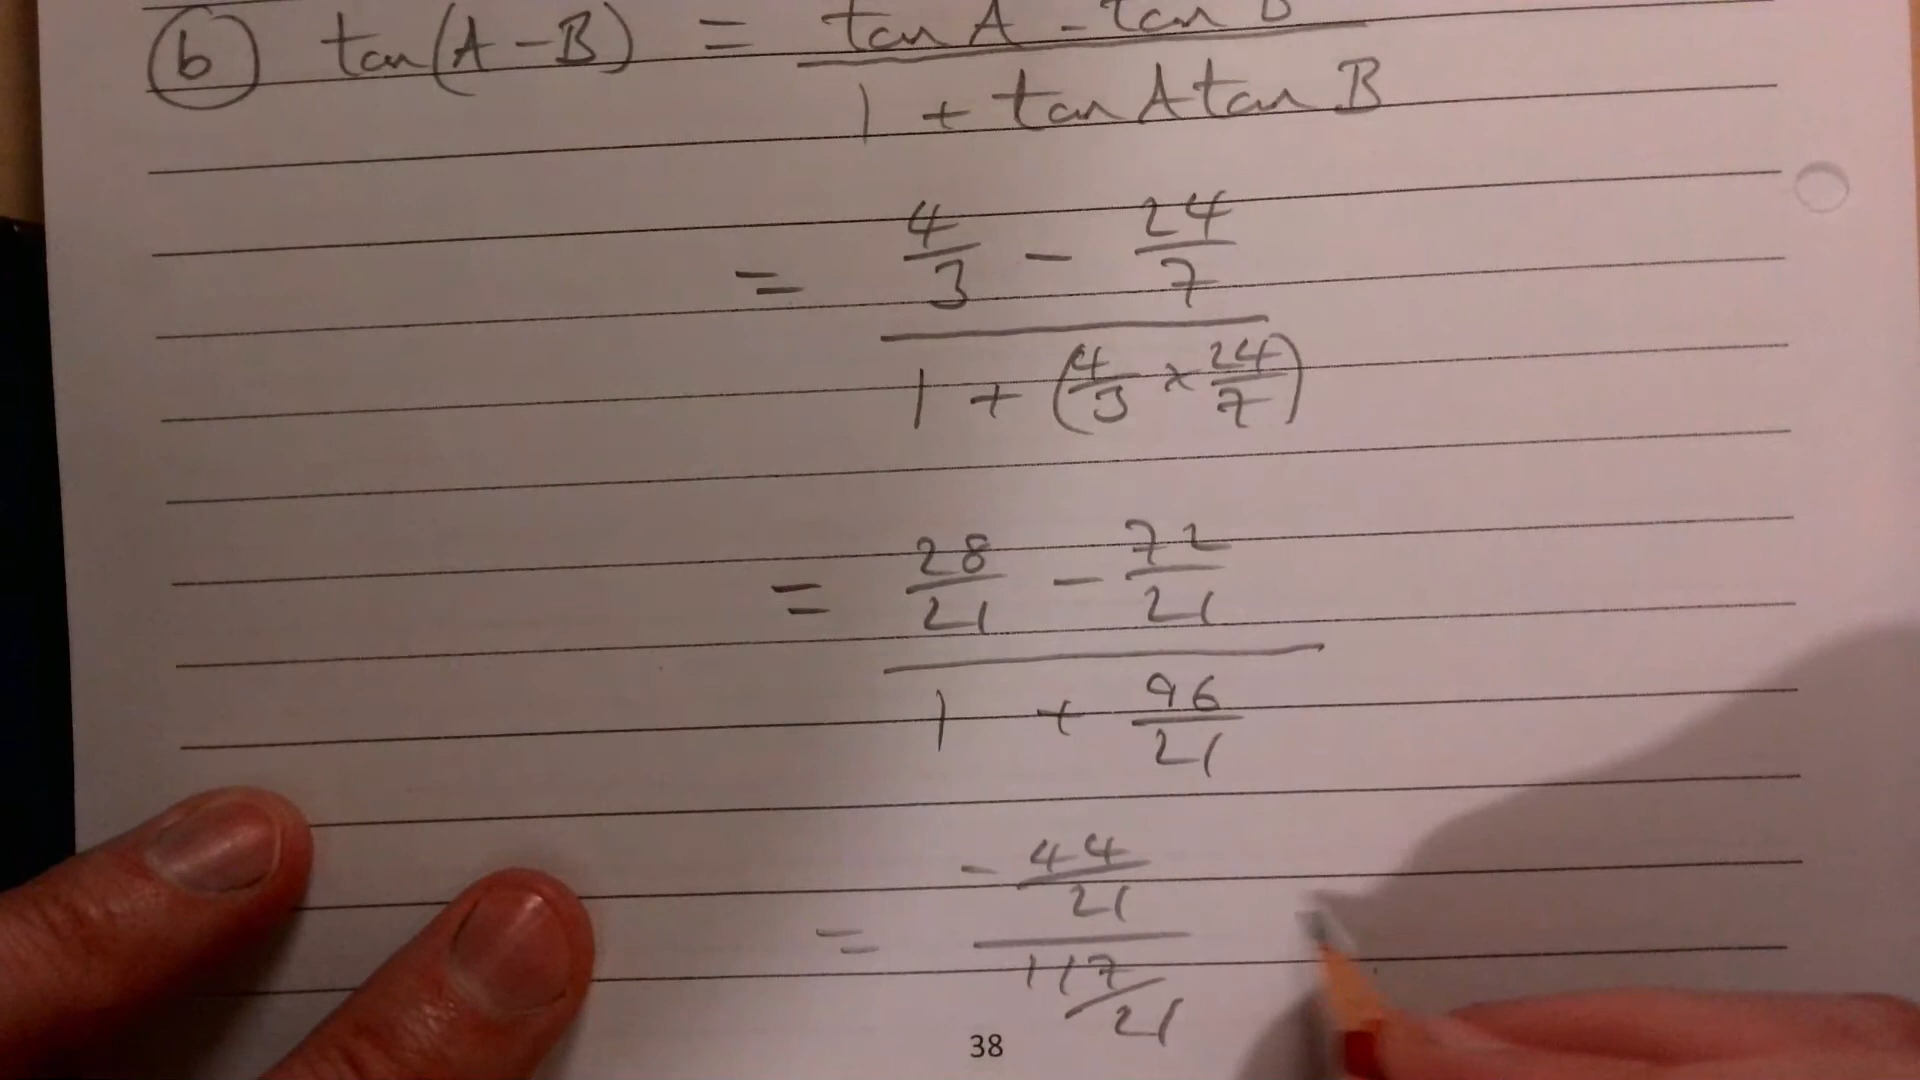 (b) tan(A - B) = tan A - tan B
1 + tan A tan B
= 4/3 - 24/7
1 + (4/3 × 24/7)
= 28/21 - 72/21
1 + 96/21
= - 44/21
117/21
38